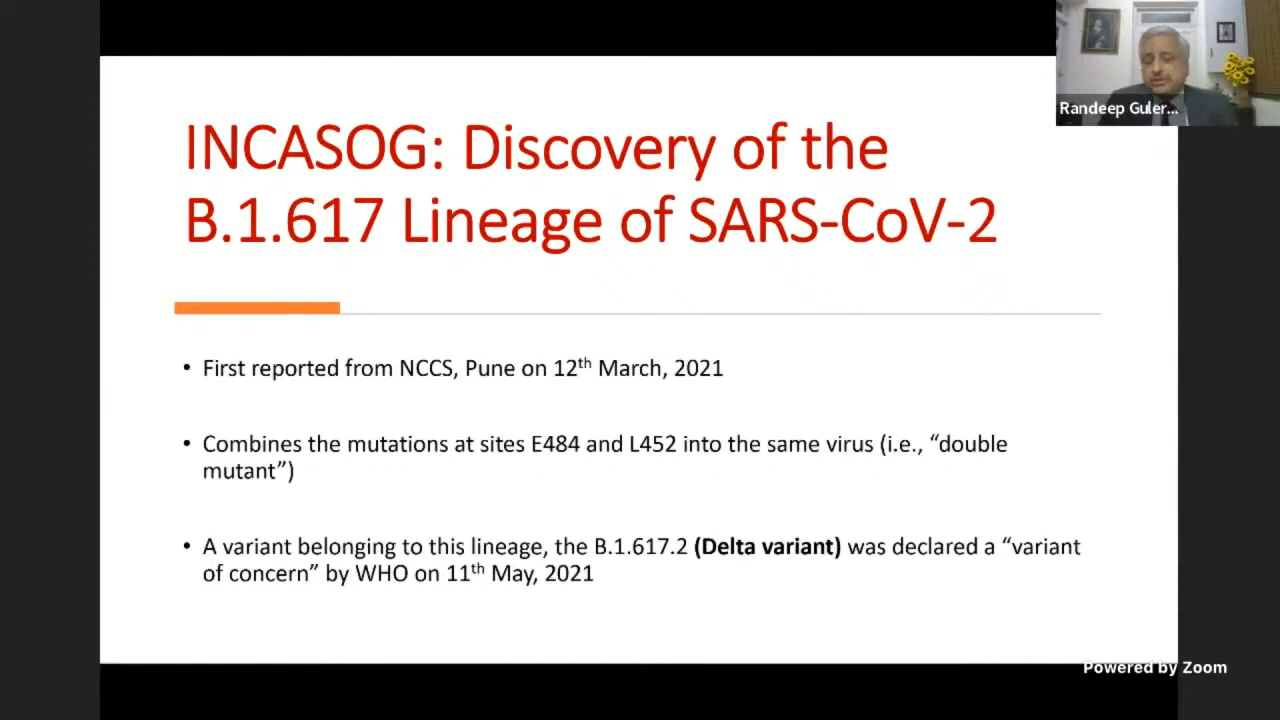 INCASOG: Discovery of the
B.1.617 Lineage of SARS-CoV-2
• First reported from NCCS, Pune on 12th March, 2021
• Combines the mutations at sites E484 and L452 into the same virus (i.e., “double
mutant”)
• A variant belonging to this lineage, the B.1.617.2 (Delta variant) was declared a “variant
of concern” by WHO on 11th May, 2021
Randeep Guler...
Powered by Zoom